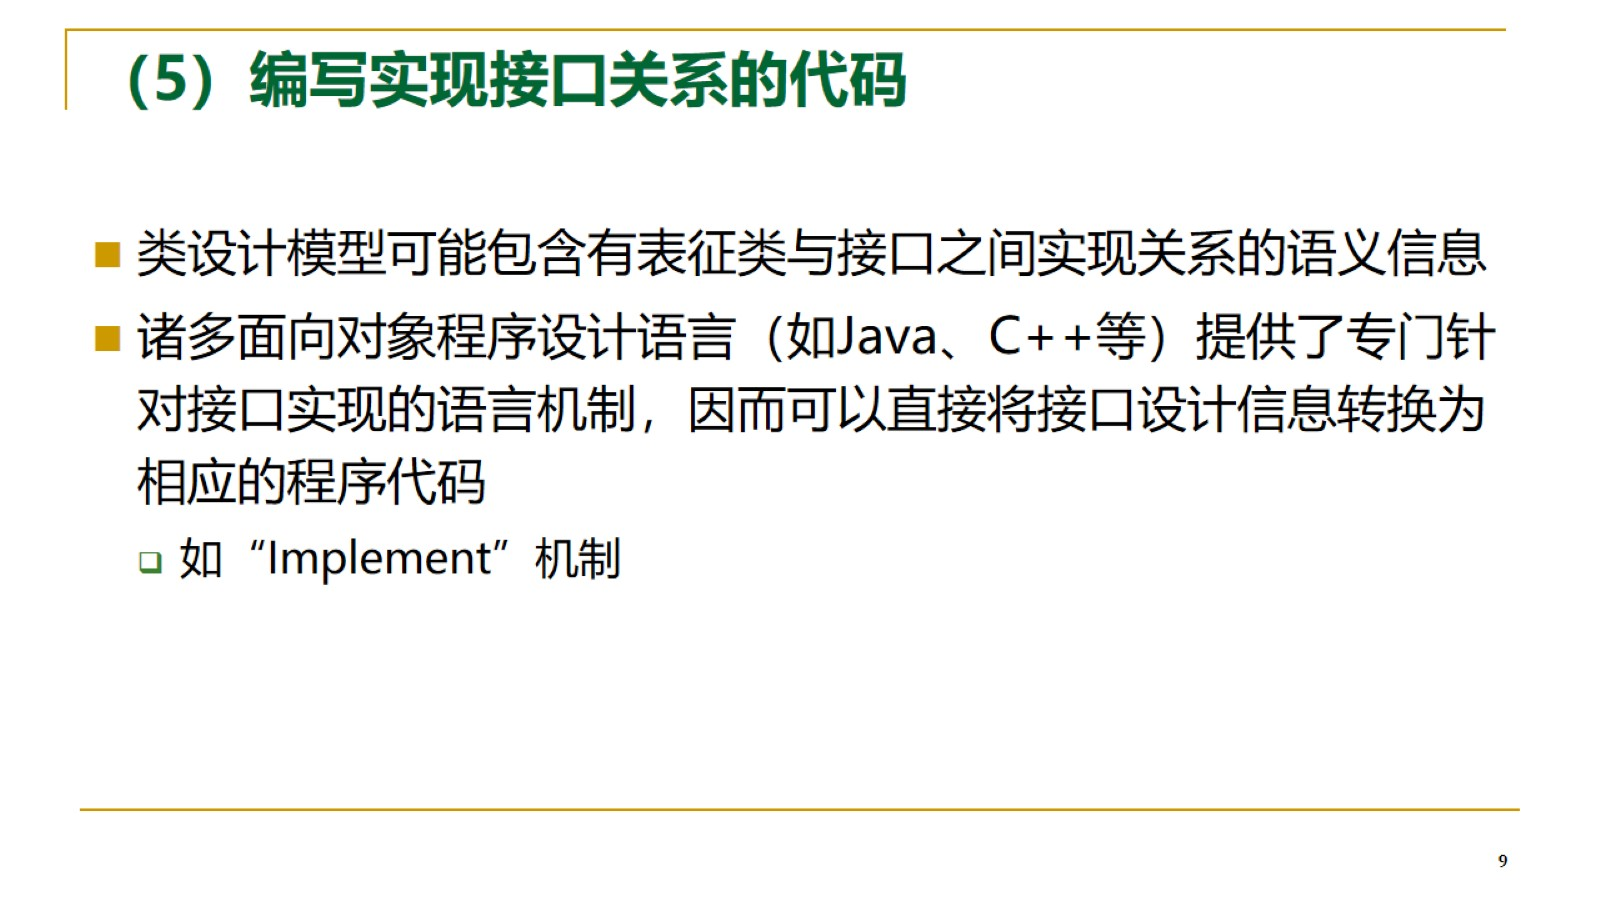 （5）编写实现接口关系的代码
类设计模型可能包含有表征类与接口之间实现关系的语义信息
诸多面向对象程序设计语言（如Java、C++等）提供了专门针
对接口实现的语言机制，因而可以直接将接口设计信息转换为
相应的程序代码
如“Implement”机制
9